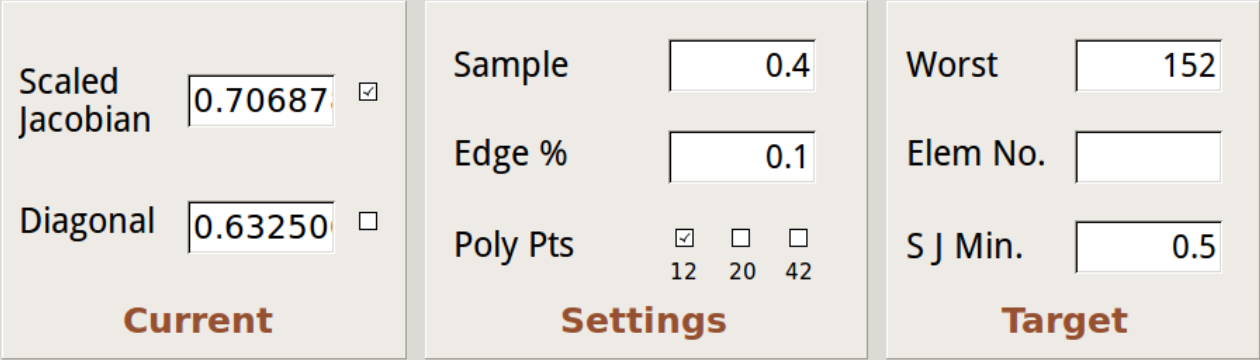 Scaled
Jacobian
0.70687
Diagonal
0.63250
Current
Sample
0.4
Edge %
0.1
Poly Pts
12 20 42
Settings
Worst
152
Elem No.
S J Min.
0.5
Target